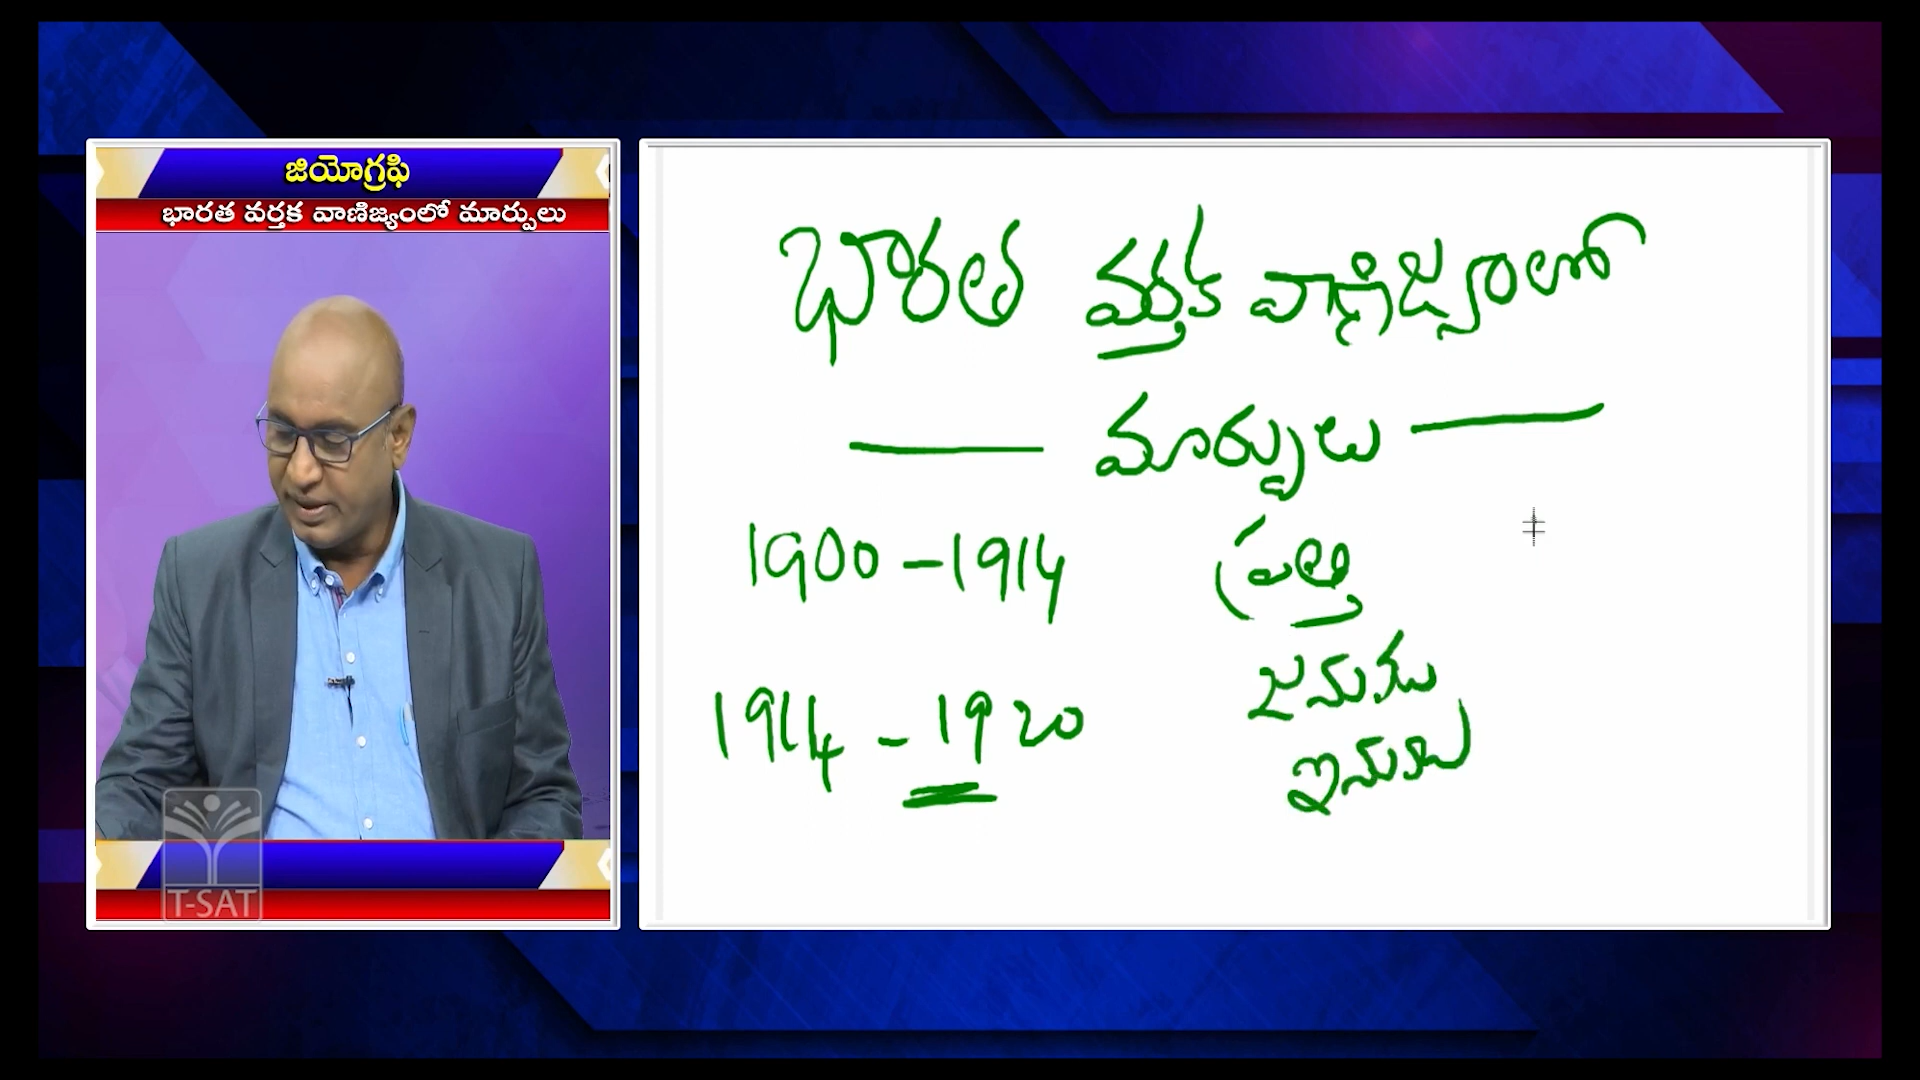 జియోగ్రఫి
భారత వర్తక వాణిజ్యంలో మార్పులు
T-SAT
భారత వర్తక వాణిజ్యంలో
— మార్పులు —
1900 - 1914 ప్రత్తి
జనుము
1914 - 1920
ఇనుము